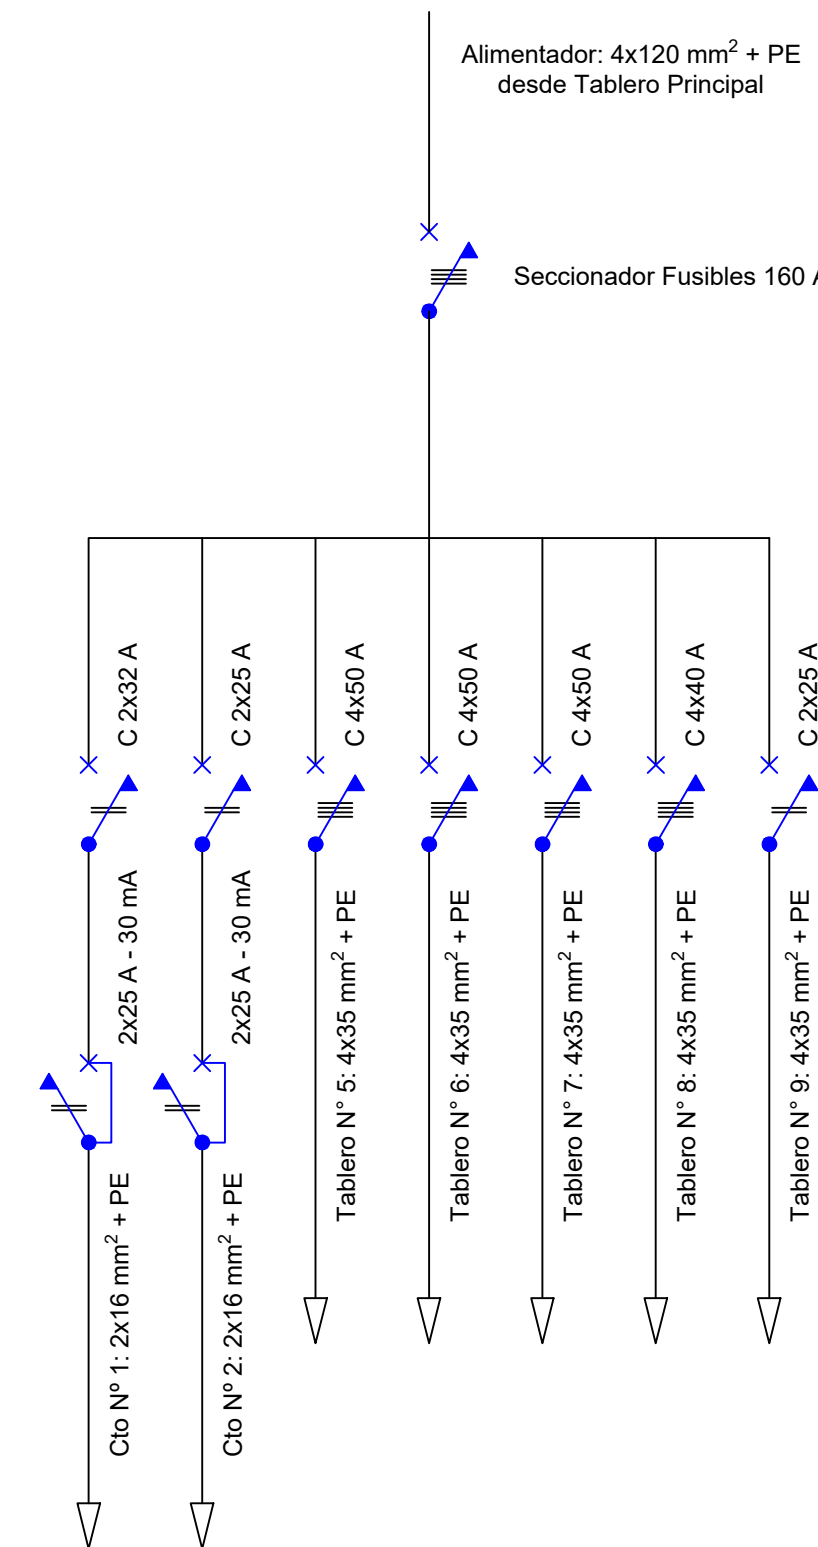 Alimentador: 4x120 mm² + PE
desde Tablero Principal
Seccionador Fusibles 160 A
C 2x32 A
C 2x25 A
C 4x50 A
C 4x50 A
C 4x50 A
C 4x40 A
C 2x25 A
2x25 A - 30 mA
2x25 A - 30 mA
Tablero N° 5: 4x35 mm² + PE
Tablero N° 6: 4x35 mm² + PE
Tablero N° 7: 4x35 mm² + PE
Tablero N° 8: 4x35 mm² + PE
Tablero N° 9: 4x35 mm² + PE
Cto Nº 1: 2x16 mm² + PE
Cto Nº 2: 2x16 mm² + PE